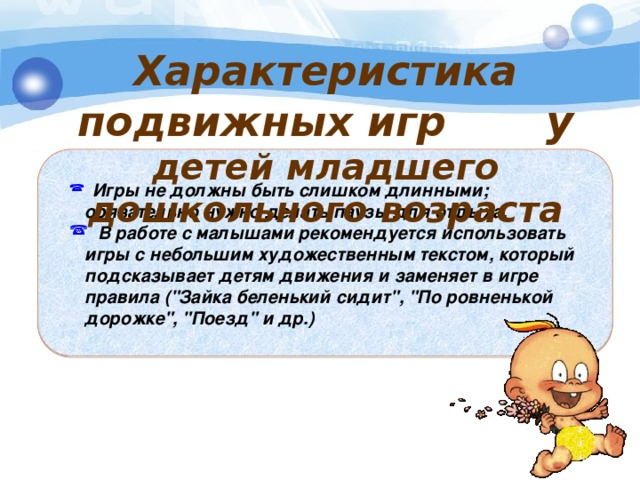 Характеристика
подвижных игр у
детей младшего
дошкольного возраста
Игры не должны быть слишком длинными;
обязательно нужно делать паузы для отдыха.
В работе с малышами рекомендуется использовать
игры с небольшим художественным текстом, который
подсказывает детям движения и заменяет в игре
правила ("Зайка беленький сидит", "По ровненькой
дорожке", "Поезд" и др.)